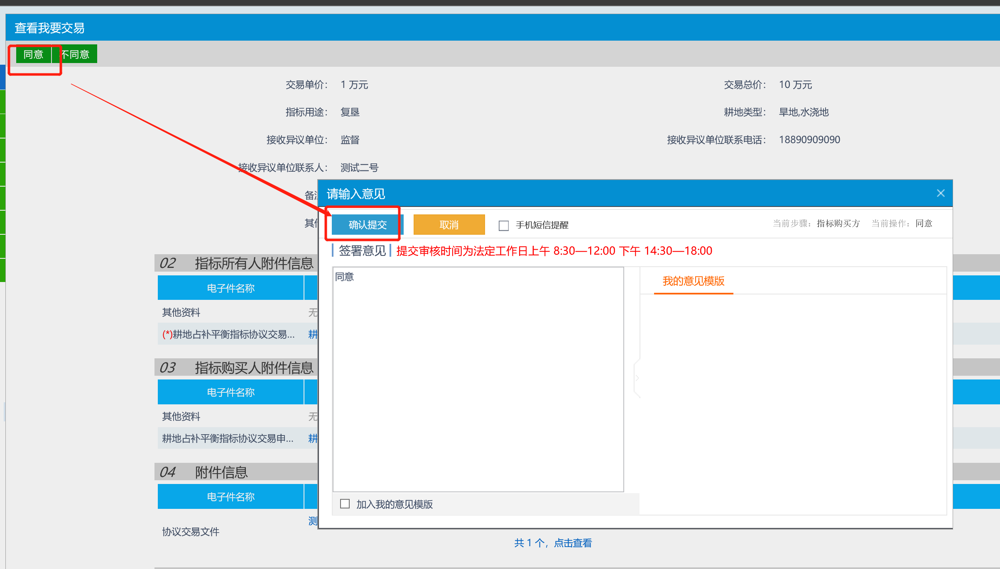 查看我要交易
同意 不同意
交易单价： 1 万元 交易总价： 10 万元
指标用途： 复垦 耕地类型： 旱地,水浇地
接收异议单位： 监督 接收异议单位联系电话： 18890909090
接收异议单位联系人： 测试二号
备注
请输入意见
其他
确认提交 取消 手机短信提醒 当前步骤： 指标购买方 当前操作： 同意
签署意见 提交审核时间为法定工作日上午 8:30—12:00 下午 14:30—18:00
同意
我的意见模版
02 指标所有人附件信息
电子件名称
其他资料 无
(*)耕地占补平衡指标协议交易... 耕
03 指标购买人附件信息
电子件名称
其他资料 无
耕地占补平衡指标协议交易申... 耕
04 附件信息
电子件名称
加入我的意见模版
测
协议交易文件
共 1 个，点击查看